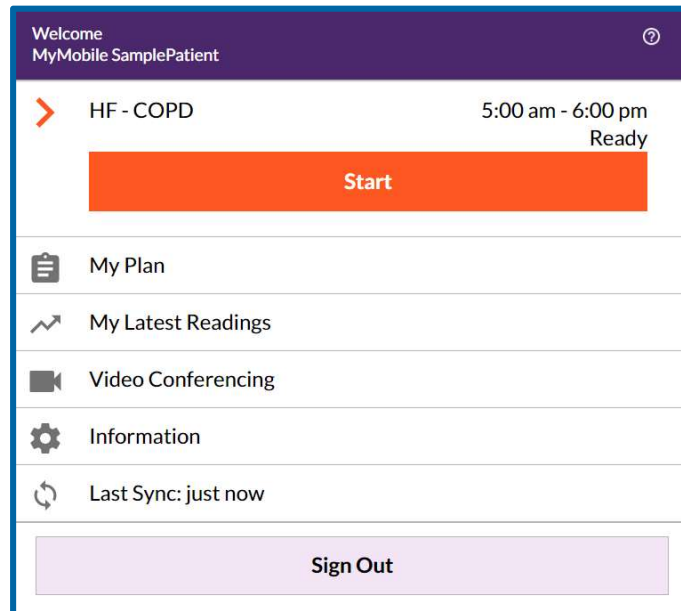 Welcome
MyMobile SamplePatient
HF - COPD 5:00 am - 6:00 pm
Ready
Start
My Plan
My Latest Readings
Video Conferencing
Information
Last Sync: just now
Sign Out